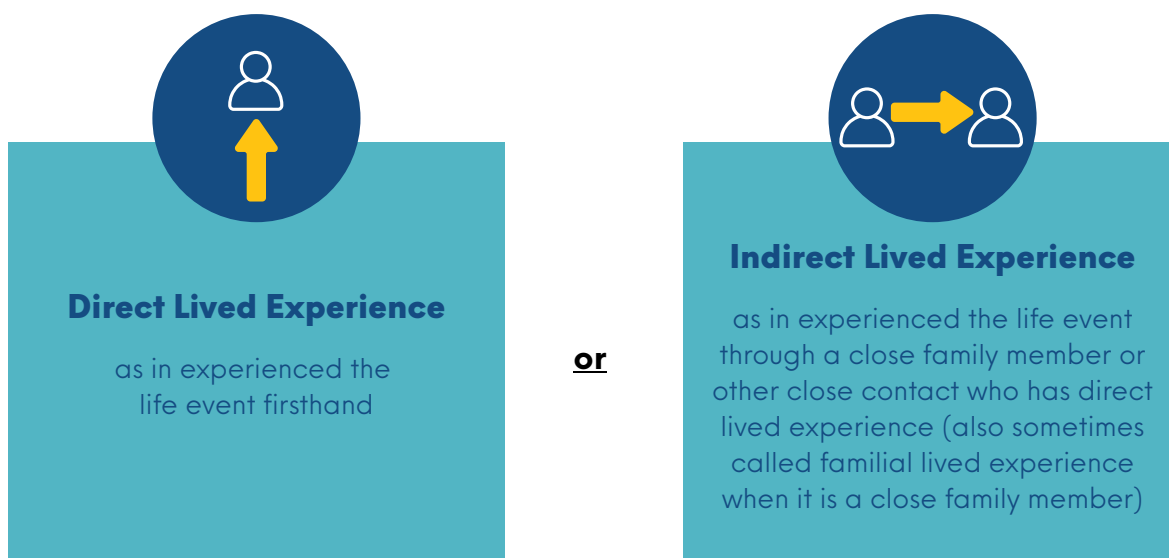 Direct Lived Experience
as in experienced the
life event firsthand
or
Indirect Lived Experience
as in experienced the life event
through a close family member or
other close contact who has direct
lived experience (also sometimes
called familial lived experience
when it is a close family member)